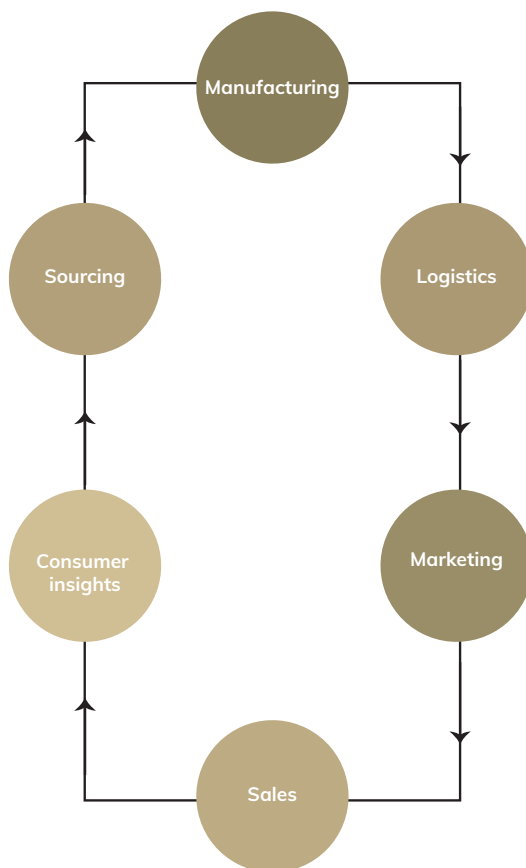 Manufacturing
Sourcing
Logistics
Consumer
insights
Marketing
Sales